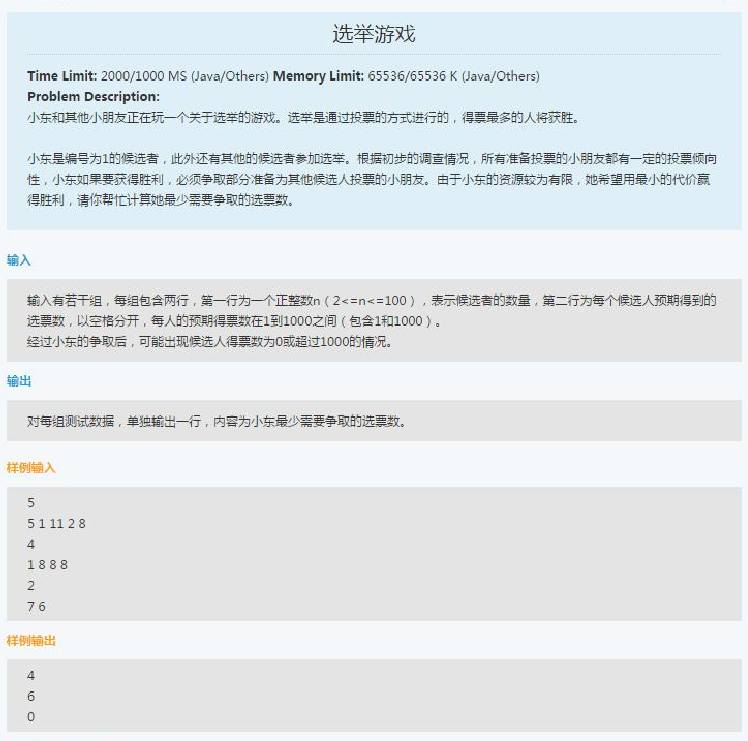 选举游戏
Time Limit: 2000/1000 MS (Java/Others) Memory Limit: 65536/65536 K (Java/Others)
Problem Description:
小东和其他小朋友正在玩一个关于选举的游戏。选举是通过投票的方式进行的，得票最多的人将获胜。
小东是编号为1的候选者，此外还有其他的候选者参加选举。根据初步的调查情况，所有准备投票的小朋友都有一定的投票倾向
性，小东如果要获得胜利，必须争取部分准备为其他候选人投票的小朋友。由于小东的资源较为有限，她希望用最小的代价赢
得胜利，请你帮忙计算她最少需要争取的选票数。
输入
输入有若干组，每组包含两行，第一行为一个正整数n（2<=n<=100），表示候选者的数量，第二行为每个候选人预期得到的
选票数，以空格分开，每人的预期得票数在1到1000之间（包含1和1000）。
经过小东的争取后，可能出现候选人得票数为0或超过1000的情况。
输出
对每组测试数据，单独输出一行，内容为小东最少需要争取的选票数。
样例输入
5
5 1 11 2 8
4
1 8 8 8
2
7 6
样例输出
4
6
0